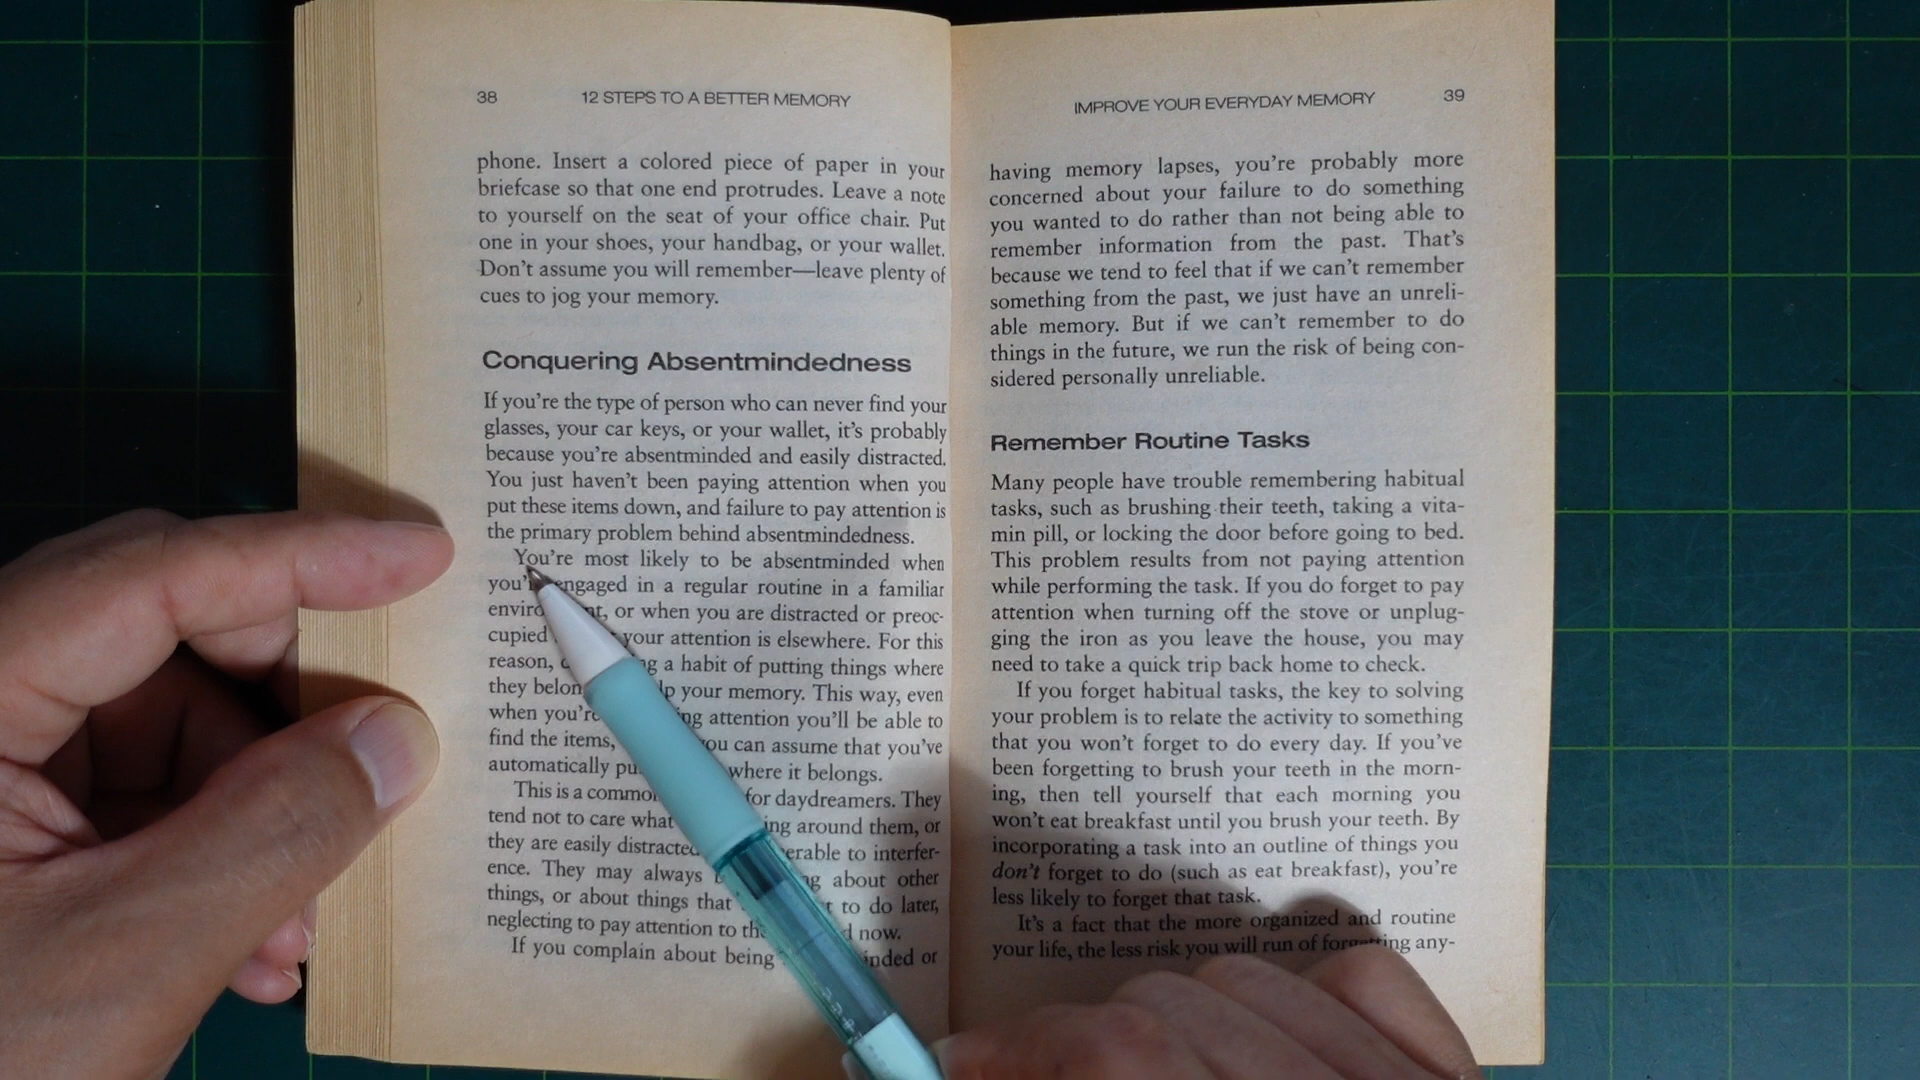 38 12 STEPS TO A BETTER MEMORY
phone. Insert a colored piece of paper in your
briefcase so that one end protrudes. Leave a note
to yourself on the seat of your office chair. Put
one in your shoes, your handbag, or your wallet.
Don't assume you will remember—leave plenty of
cues to jog your memory.
Conquering Absentmindedness
If you're the type of person who can never find your
glasses, your car keys, or your wallet, it's probably
because you're absentminded and easily distracted.
You just haven't been paying attention when you
put these items down, and failure to pay attention is
the primary problem behind absentmindedness.
You're most likely to be absentminded when
engaged in a regular routine in a familiar
or when you are distracted or preoc-
cupied your attention is elsewhere. For this
reason, a habit of putting things where
they your memory. This way, even
when attention you'll be able to
find the items, you can assume that you've
automatically where it belongs.
This is a for daydreamers. They
tend not to care what around them, or
they are easily to interfer-
ence. They may always about other
things, or about things that to do later,
neglecting to pay attention to now.
If you complain about being or
IMPROVE YOUR EVERYDAY MEMORY 39
having memory lapses, you're probably more
concerned about your failure to do something
you wanted to do rather than not being able to
remember information from the past. That's
because we tend to feel that if we can't remember
something from the past, we just have an unreli-
able memory. But if we can't remember to do
things in the future, we run the risk of being con-
sidered personally unreliable.
Remember Routine Tasks
Many people have trouble remembering habitual
tasks, such as brushing their teeth, taking a vita-
min pill, or locking the door before going to bed.
This problem results from not paying attention
while performing the task. If you do forget to pay
attention when turning off the stove or unplug-
ging the iron as you leave the house, you may
need to take a quick trip back home to check.
If you forget habitual tasks, the key to solving
your problem is to relate the activity to something
that you won't forget to do every day. If you've
been forgetting to brush your teeth in the morn-
ing, then tell yourself that each morning you
won't eat breakfast until you brush your teeth. By
incorporating a task into an outline of things you
don't forget to do (such as eat breakfast), you're
less likely to forget that task.
It's a fact that the more organized and routine
your life, the less risk you will run of forgetting any-